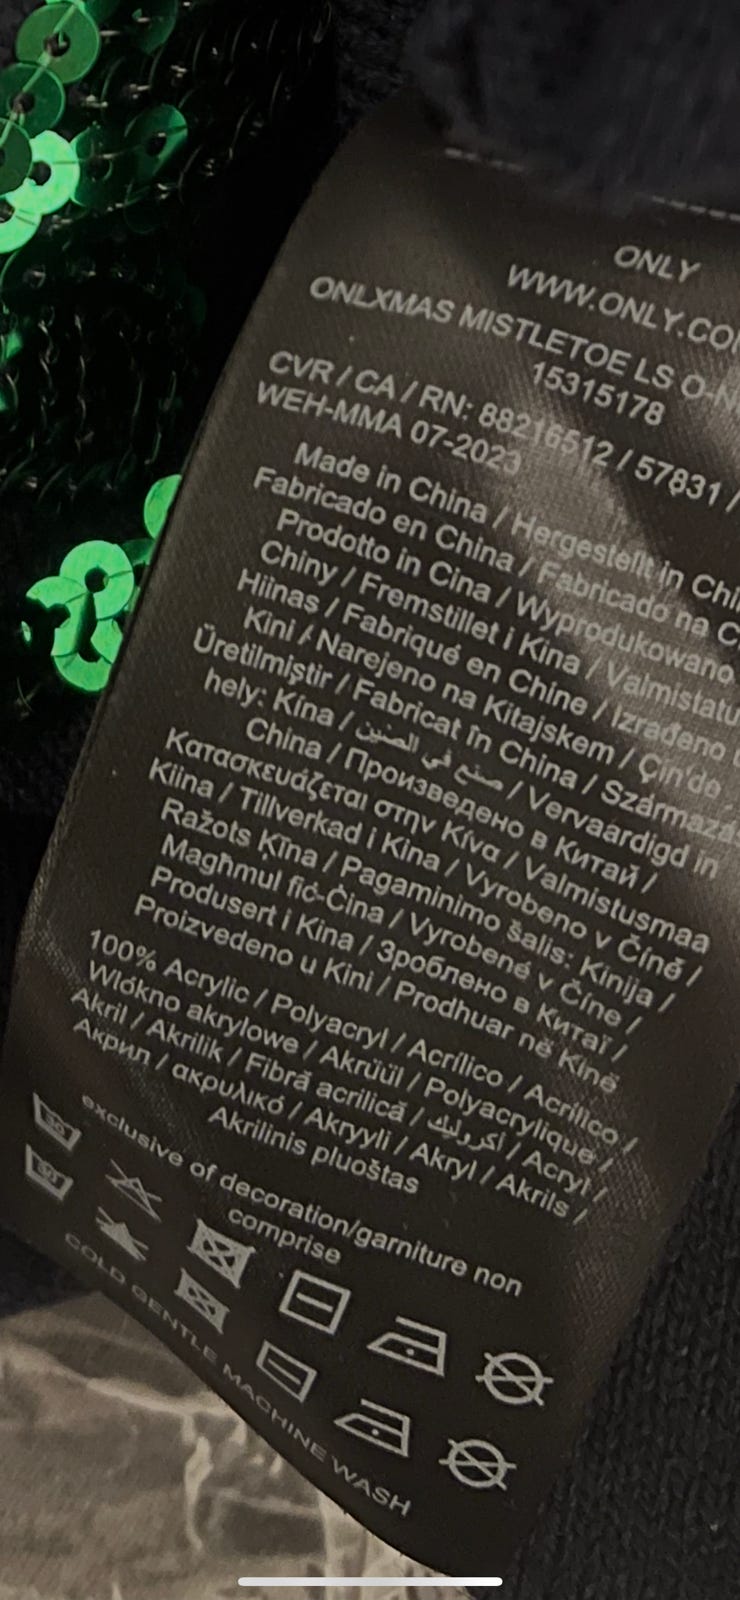 ONLY
WWW.ONLY.CO
ONLXMAS MISTLETOE LS O-N
15315178
CVR / CA / RN: 88216512 / 57831 /
WEH-MMA 07-2023
Made in China / Hergestellt in Chi
Fabricado en China / Fabricado na C
Prodotto in Cina / Wyprodukowano
Chiny / Fremstillet i Kina / Valmistatu
Hiinas / Fabriqué en Chine / Izrađeno u
Kini / Narejeno na Kitajskem / Çin'de
Üretilmiştir / Fabricat în China / Származás
hely: Kína / صنع في الصين / Vervaardigd in
China / Произведено в Китай /
Κατασκευάζεται στην Κίνα / Valmistusmaa
Kiina / Tillverkad i Kina / Vyrobeno v Číně /
Ražots Ķīna / Pagaminimo šalis: Kinija /
Magħmul fiċ-Ċina / Vyrobené v Číne /
Produsert i Kina / Зроблено в Китаї /
Proizvedeno u Kini / Prodhuar në Kinë
100% Acrylic / Polyacryl / Acrílico / Acrílico /
Włókno akrylowe / Akrüül / Polyacrylique /
Akril / Akrilik / Fibră acrilică / أكروليك / Acryl /
Акрил / ακρυλικό / Akryyli / Akryl / Akrils /
Akrilinis pluoštas
exclusive of decoration/garniture non
comprise
30
30
COLD GENTLE MACHINE WASH